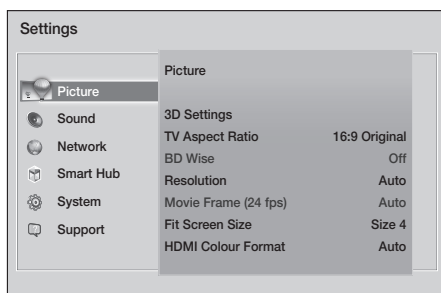 Settings
Picture
Sound
Network
Smart Hub
System
Support
Picture
3D Settings
TV Aspect Ratio 16:9 Original
BD Wise Off
Resolution Auto
Movie Frame (24 fps) Auto
Fit Screen Size Size 4
HDMI Colour Format Auto